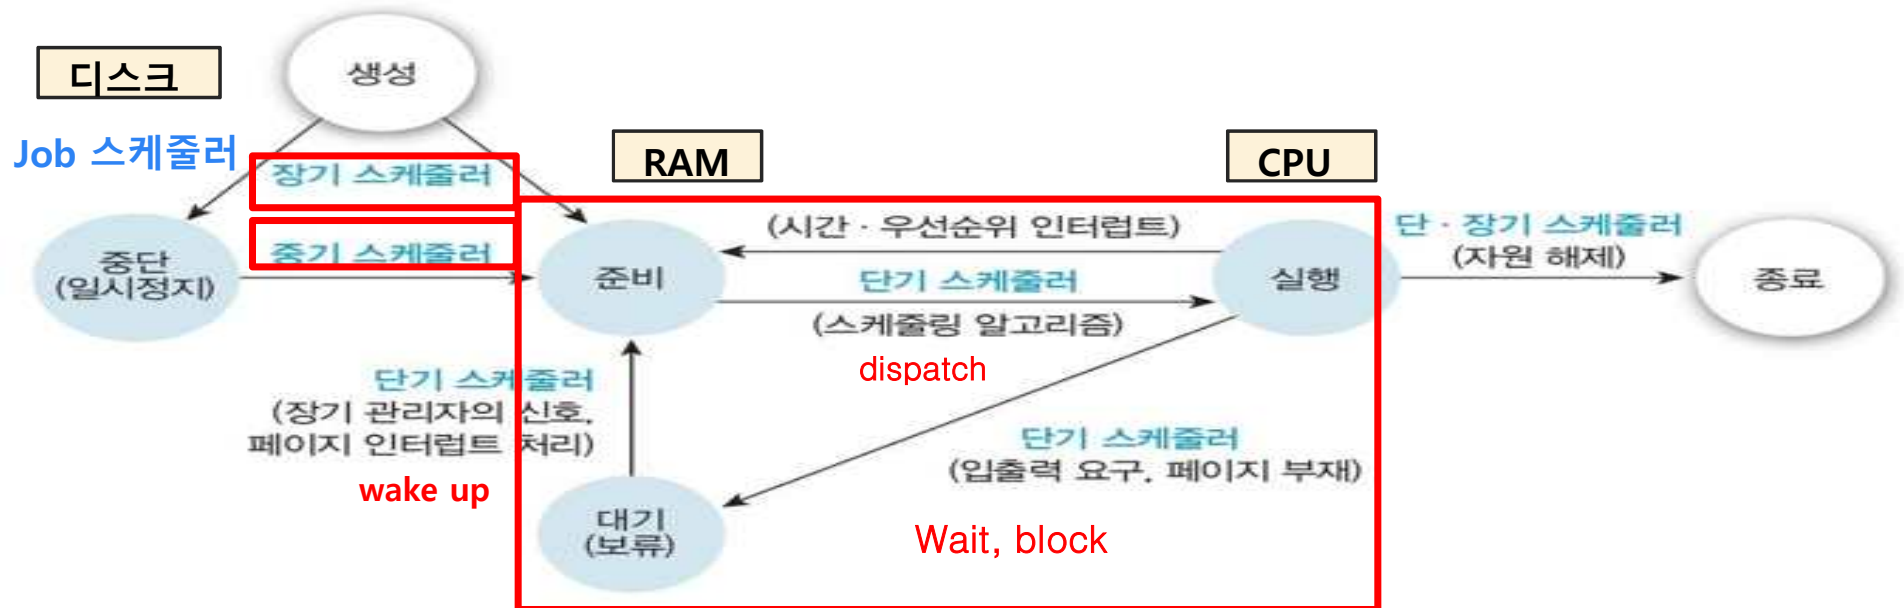 생성
디스크
Job 스케줄러
장기 스케줄러
RAM
CPU
중기 스케줄러
중단
(일시정지)
준비
(시간 · 우선순위 인터럽트)
단기 스케줄러
(스케줄링 알고리즘)
dispatch
실행
단 · 장기 스케줄러
(자원 해제)
종료
단기 스케줄러
(장기 관리자의 신호,
페이지 인터럽트 처리)
wake up
단기 스케줄러
(입출력 요구, 페이지 부재)
대기
(보류)
Wait, block